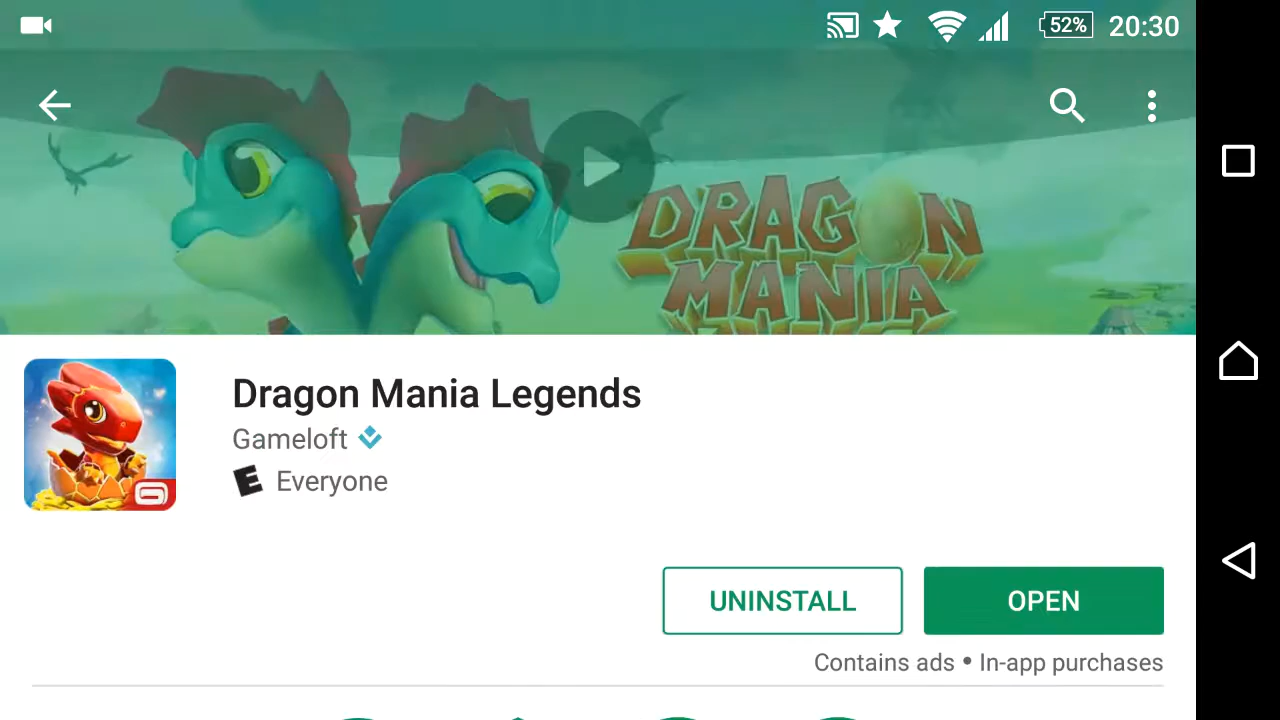 52% 20:30
DRAGON
MANIA
Dragon Mania Legends
Gameloft
E Everyone
UNINSTALL OPEN
Contains ads • In-app purchases